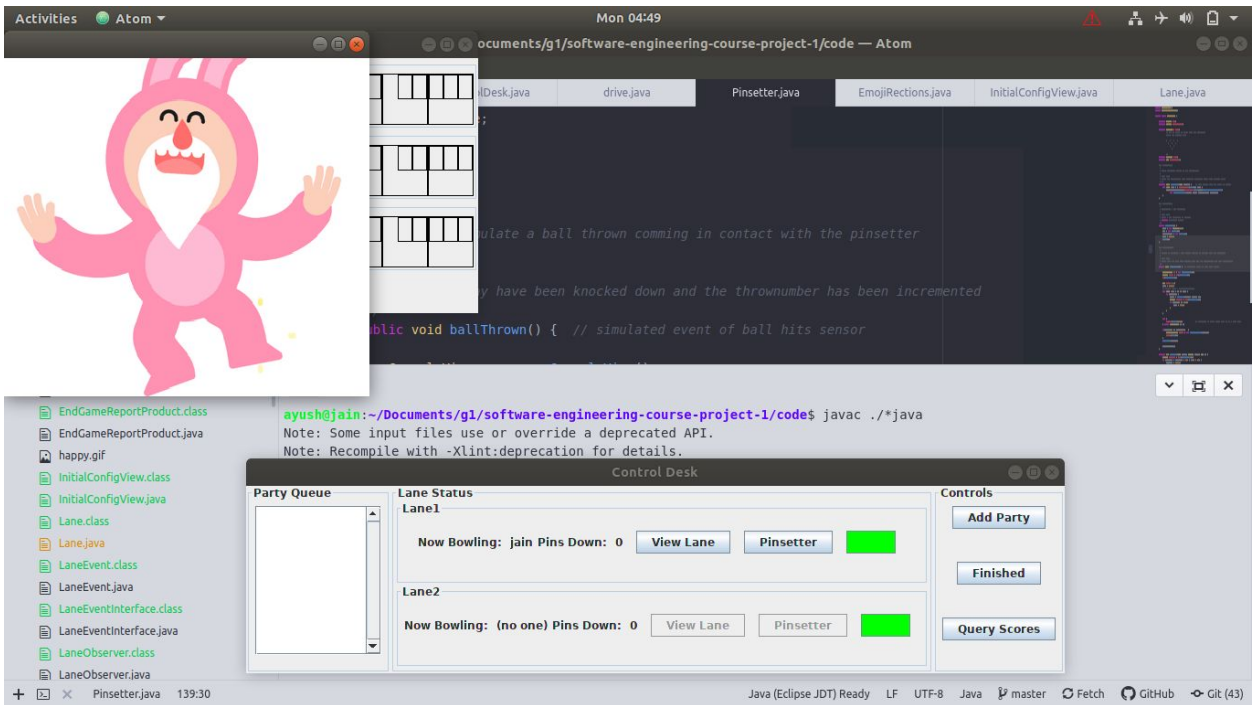 Activities Atom Mon 04:49
ocuments/g1/software-engineering-course-project-1/code — Atom
lDesk.java drive.java Pinsetter.java EmojiRections.java InitialConfigView.java Lane.java
e;
ulate a ball thrown comming in contact with the pinsetter
y have been knocked down and the thrownumber has been incremented
blic void ballThrown() { // simulated event of ball hits sensor
EndGameReportProduct.class
EndGameReportProduct.java
happy.gif
InitialConfigView.class
InitialConfigView.java
Lane.class
Lane.java
LaneEvent.class
LaneEvent.java
LaneEventInterface.class
LaneEventInterface.java
LaneObserver.class
LaneObserver.java
ayush@jain:~/Documents/g1/software-engineering-course-project-1/code$ javac ./*java
Note: Some input files use or override a deprecated API.
Note: Recompile with -Xlint:deprecation for details.
Control Desk
Party Queue
Lane Status
Lane1
Now Bowling: jain Pins Down: 0 View Lane Pinsetter
Lane2
Now Bowling: (no one) Pins Down: 0 View Lane Pinsetter
Controls
Add Party
Finished
Query Scores
Pinsetter.java 139:30 Java (Eclipse JDT) Ready LF UTF-8 Java master Fetch GitHub Git (43)